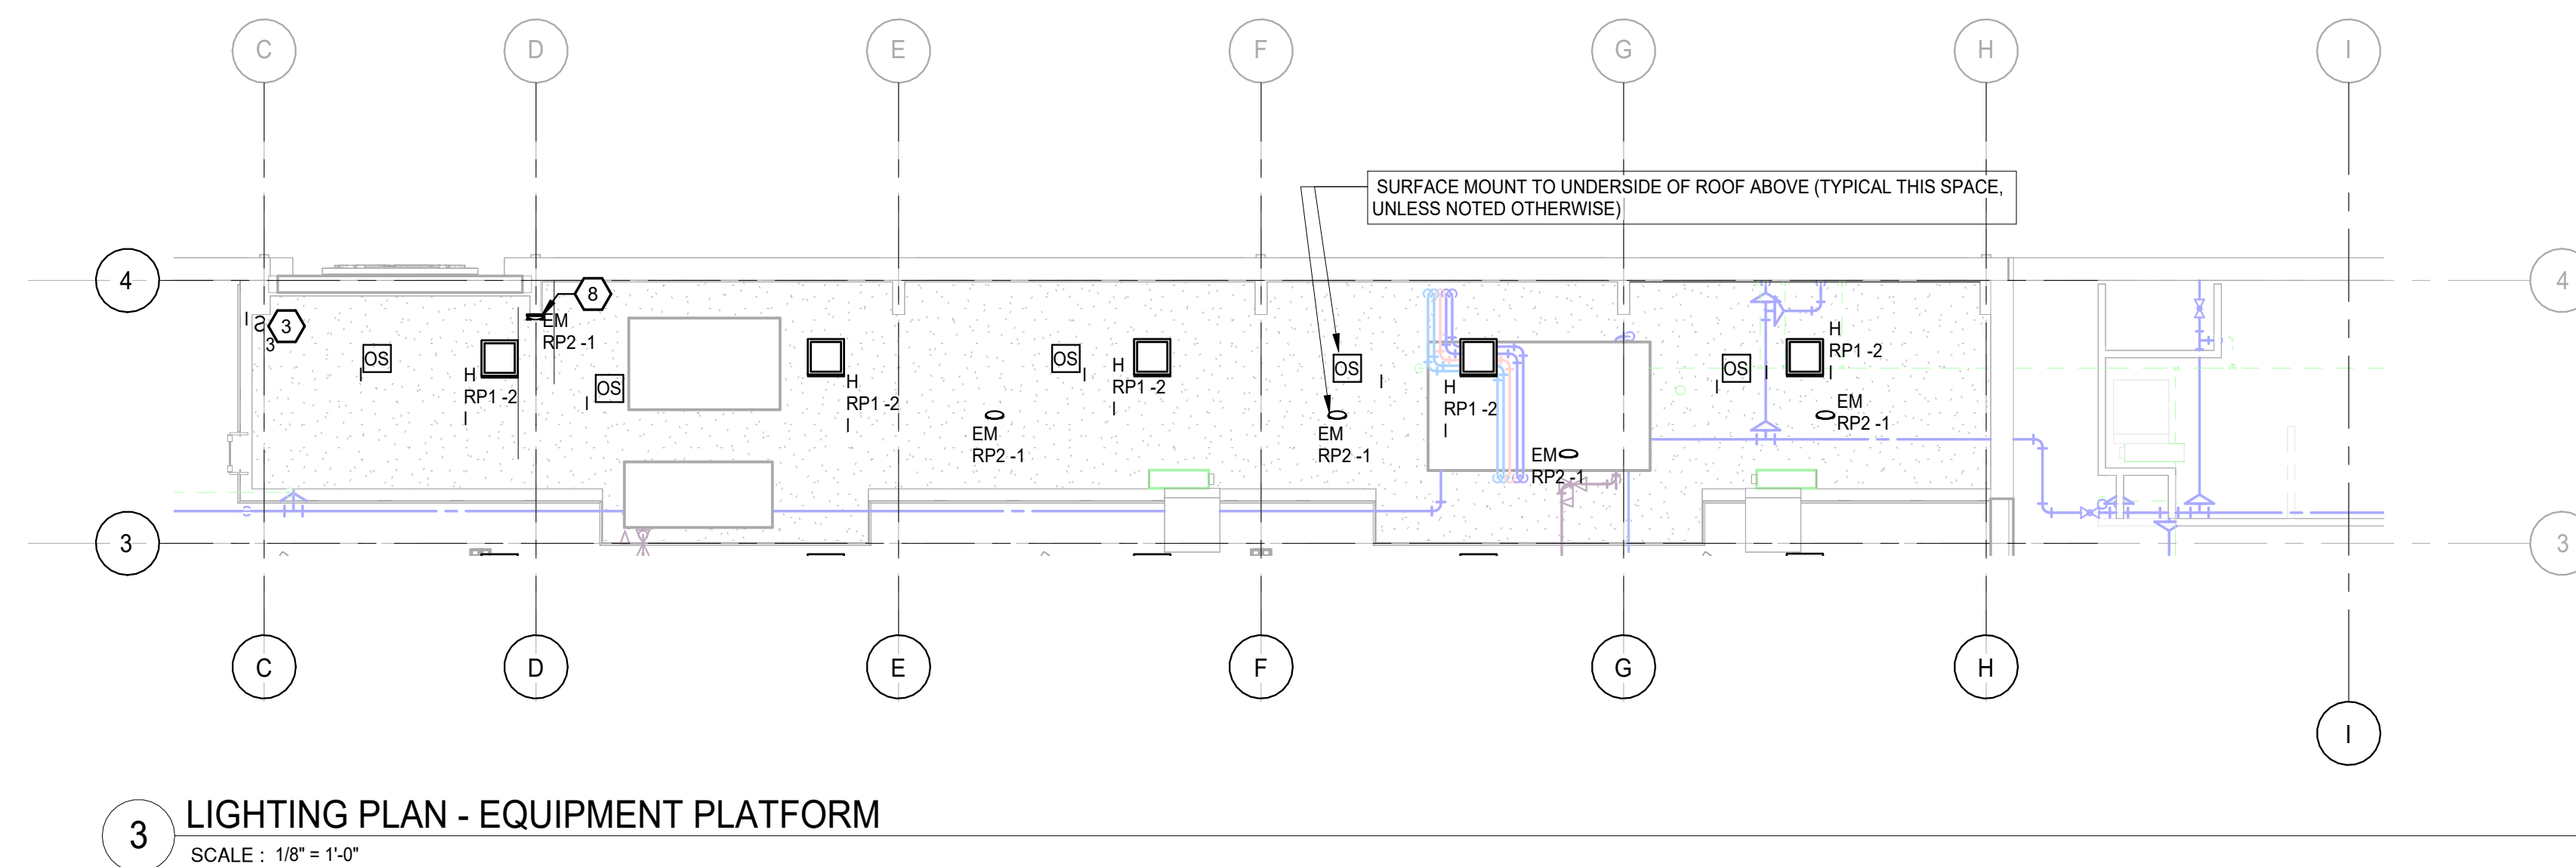 C
D
E
F
G
H
I
SURFACE MOUNT TO UNDERSIDE OF ROOF ABOVE (TYPICAL THIS SPACE,
UNLESS NOTED OTHERWISE)
4
4
8
I
S
3
3
EM
RP2 -1
OS
I
H
RP1 -2
I
OS
I
H
RP1 -2
I
EM
RP2 -1
OS
I
H
RP1 -2
I
OS
I
EM
RP2 -1
H
RP1 -2
I
EM
RP2 -1
OS
I
I
H
RP1 -2
I
EM
RP2 -1
3
3
C
D
E
F
G
H
I
3
LIGHTING PLAN - EQUIPMENT PLATFORM
SCALE : 1/8" = 1'-0"